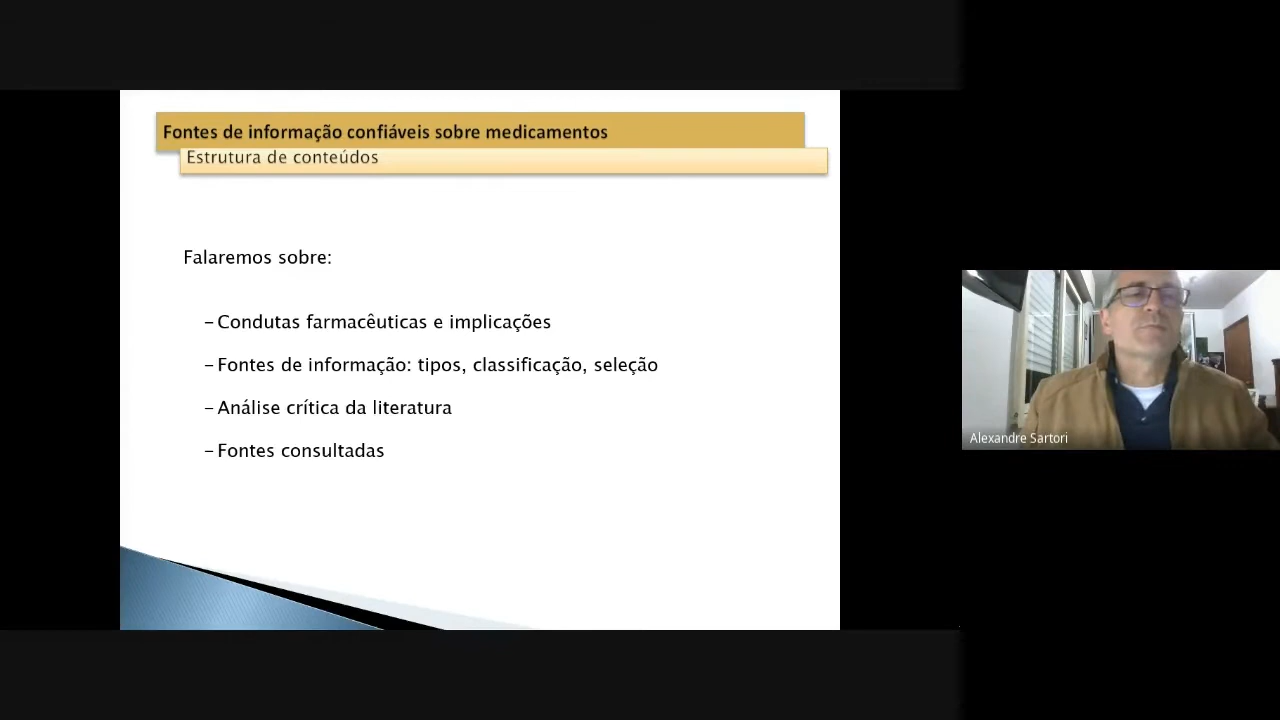 Fontes de informação confiáveis sobre medicamentos
Estrutura de conteúdos
Falaremos sobre:
– Condutas farmacêuticas e implicações
– Fontes de informação: tipos, classificação, seleção
– Análise crítica da literatura
– Fontes consultadas
Alexandre Sartori